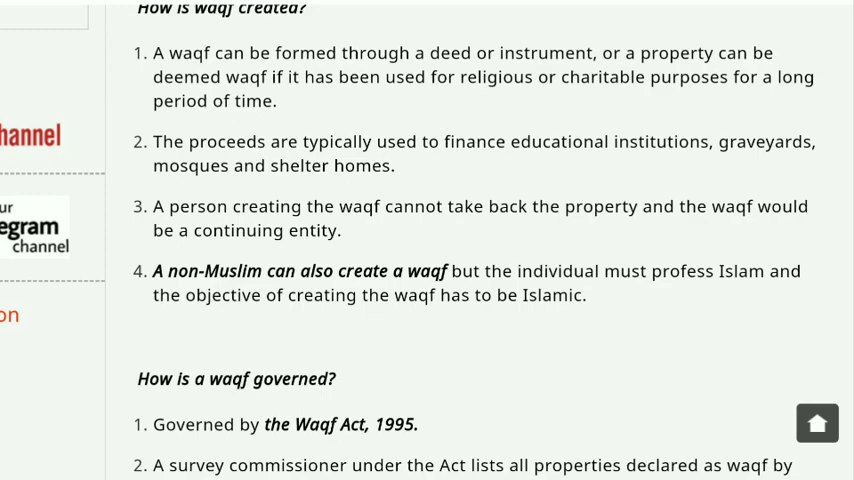 How is waqf created?
1. A waqf can be formed through a deed or instrument, or a property can be
deemed waqf if it has been used for religious or charitable purposes for a long
period of time.
2. The proceeds are typically used to finance educational institutions, graveyards,
mosques and shelter homes.
3. A person creating the waqf cannot take back the property and the waqf would
be a continuing entity.
4. A non-Muslim can also create a waqf but the individual must profess Islam and
the objective of creating the waqf has to be Islamic.
How is a waqf governed?
1. Governed by the Waqf Act, 1995.
2. A survey commissioner under the Act lists all properties declared as waqf by
hannel
ur
egram
channel
on